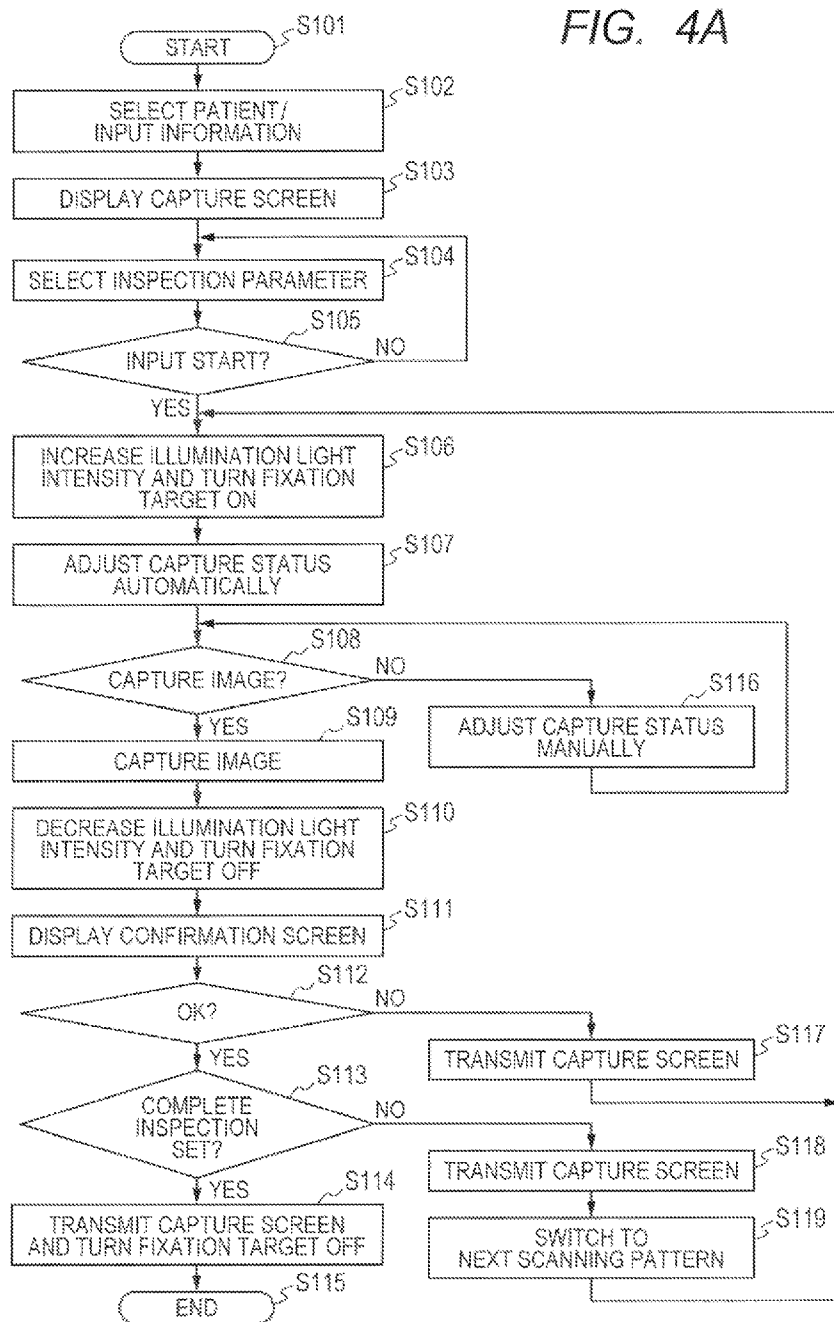 FIG. 4A
START
S101
SELECT PATIENT/
INPUT INFORMATION
S102
DISPLAY CAPTURE SCREEN
S103
SELECT INSPECTION PARAMETER
S104
INPUT START?
S105
NO
YES
INCREASE ILLUMINATION LIGHT
INTENSITY AND TURN FIXATION
TARGET ON
S106
ADJUST CAPTURE STATUS
AUTOMATICALLY
S107
CAPTURE IMAGE?
S108
NO
YES
ADJUST CAPTURE STATUS
MANUALLY
S116
CAPTURE IMAGE
S109
DECREASE ILLUMINATION LIGHT
INTENSITY AND TURN FIXATION
TARGET OFF
S110
DISPLAY CONFIRMATION SCREEN
S111
OK?
S112
NO
YES
TRANSMIT CAPTURE SCREEN
S117
COMPLETE
INSPECTION
SET?
S113
NO
YES
TRANSMIT CAPTURE SCREEN
S118
SWITCH TO
NEXT SCANNING PATTERN
S119
TRANSMIT CAPTURE SCREEN
AND TURN FIXATION TARGET OFF
S114
END
S115